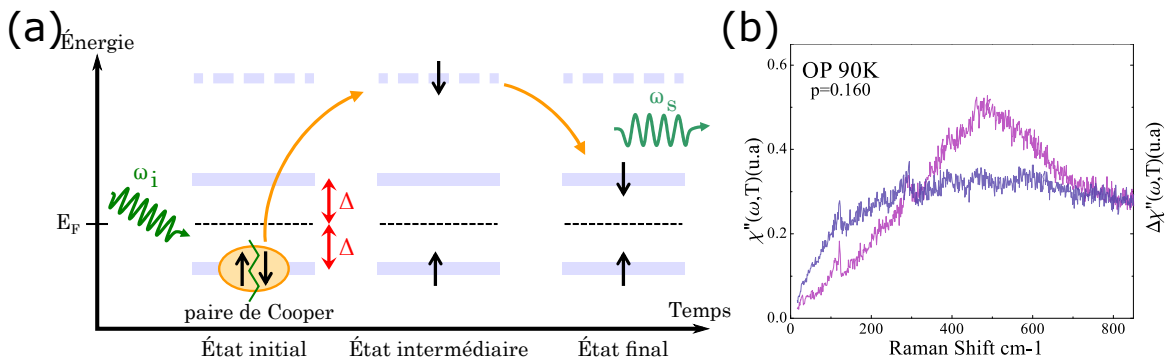 (a)
Énergie
ω_i
E_F
Δ
Δ
ω_s
paire de Cooper
Temps
État initial
État intermédiaire
État final
(b)
χ"(ω,T)(u.a)
0.6
0.4
0.2
0.0
OP 90K
p=0.160
0
200
400
600
800
Raman Shift cm-1
Δχ"(ω,T)(u.a)